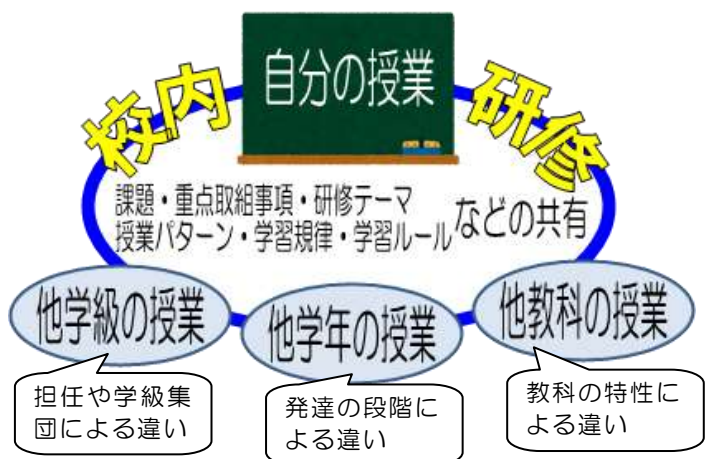 自分の授業
校内
研修
課題・重点取組事項・研修テーマ
授業パターン・学習規律・学習ルール
などの共有
他学級の授業
他学年の授業
他教科の授業
担任や学級集
団による違い
発達の段階に
よる違い
教科の特性に
よる違い